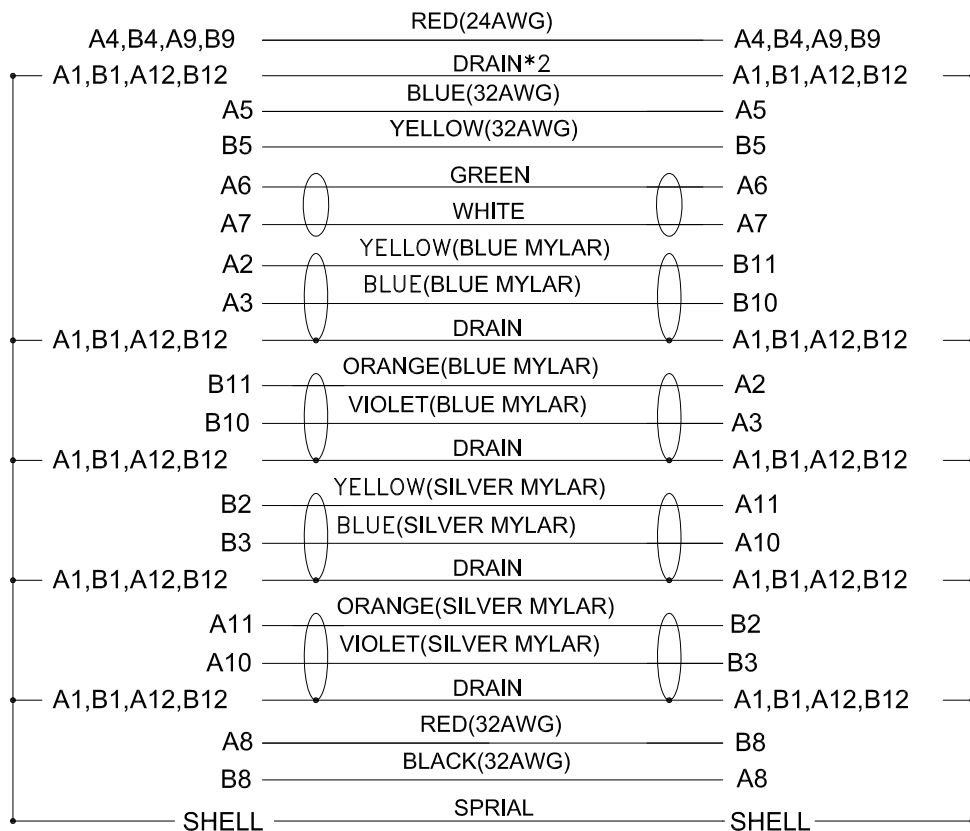 RED(24AWG)
A4,B4,A9,B9 A4,B4,A9,B9
DRAIN*2
A1,B1,A12,B12 A1,B1,A12,B12
BLUE(32AWG)
A5 A5
YELLOW(32AWG)
B5 B5
GREEN
A6 A6
WHITE
A7 A7
YELLOW(BLUE MYLAR)
A2 B11
BLUE(BLUE MYLAR)
A3 B10
DRAIN
A1,B1,A12,B12 A1,B1,A12,B12
ORANGE(BLUE MYLAR)
B11 A2
VIOLET(BLUE MYLAR)
B10 A3
DRAIN
A1,B1,A12,B12 A1,B1,A12,B12
YELLOW(SILVER MYLAR)
B2 A11
BLUE(SILVER MYLAR)
B3 A10
DRAIN
A1,B1,A12,B12 A1,B1,A12,B12
ORANGE(SILVER MYLAR)
A11 B2
VIOLET(SILVER MYLAR)
A10 B3
DRAIN
A1,B1,A12,B12 A1,B1,A12,B12
RED(32AWG)
A8 B8
BLACK(32AWG)
B8 A8
SPRIAL
SHELL SHELL